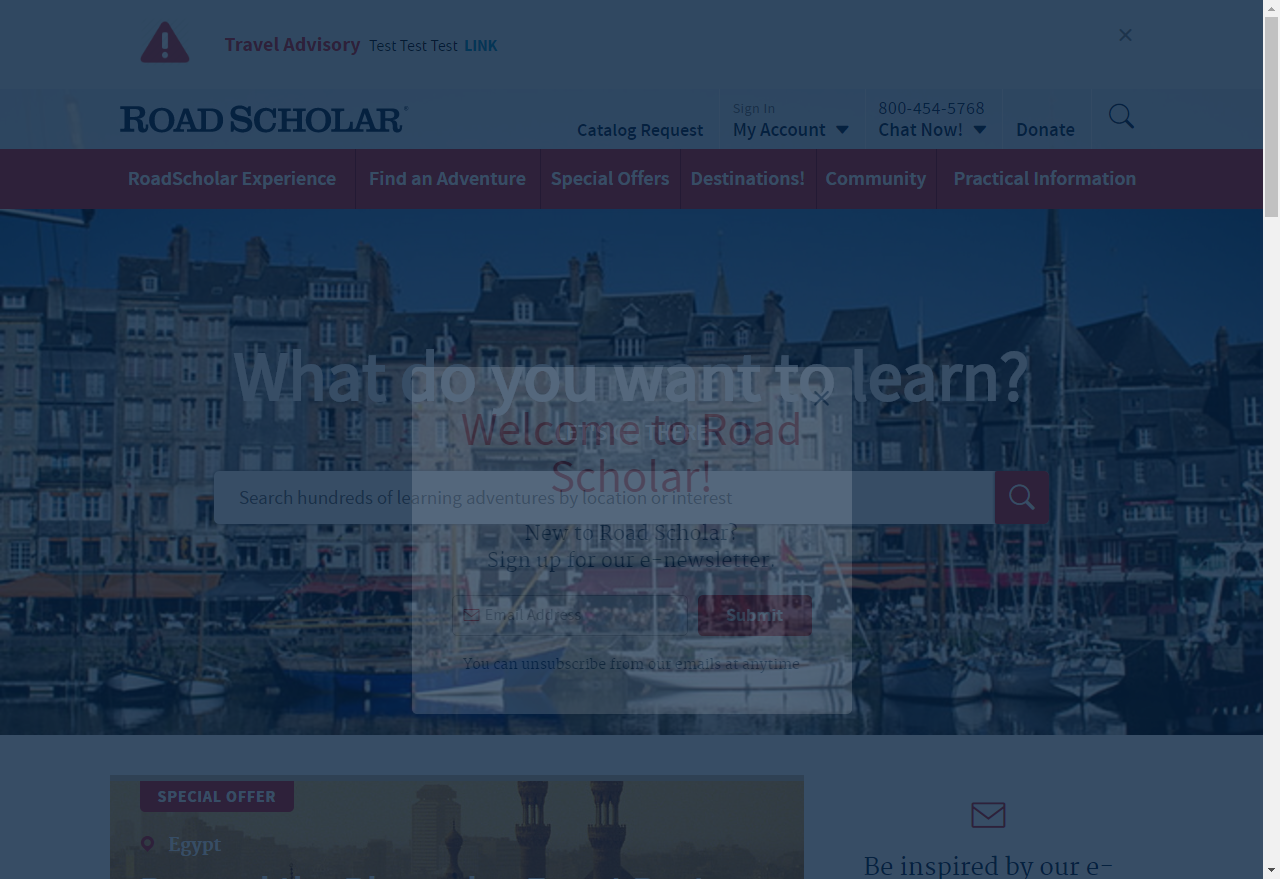 Travel Advisory Test Test Test LINK
ROAD SCHOLAR®
Catalog Request
Sign In
My Account
800-454-5768
Chat Now!
Donate
RoadScholar Experience
Find an Adventure
Special Offers
Destinations!
Community
Practical Information
What do you want to learn?
Search hundreds of learning adventures by location or interest
Welcome to Road
Scholar!
New to Road Scholar?
Sign up for our e-newsletter.
Email Address
Submit
You can unsubscribe from our emails at anytime
SPECIAL OFFER
Egypt
Be inspired by our e-